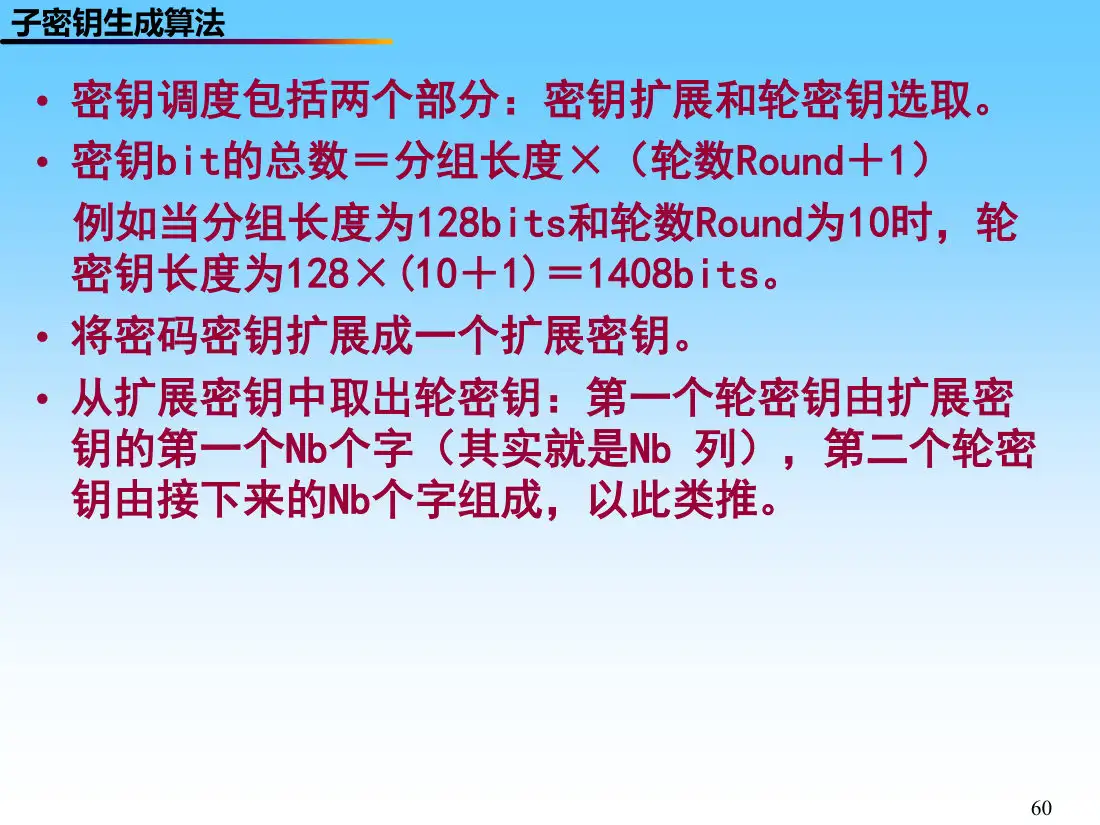 子密钥生成算法
• 密钥调度包括两个部分：密钥扩展和轮密钥选取。
• 密钥bit的总数＝分组长度×（轮数Round＋1）
例如当分组长度为128bits和轮数Round为10时，轮
密钥长度为128×(10＋1)＝1408bits。
• 将密码密钥扩展成一个扩展密钥。
• 从扩展密钥中取出轮密钥：第一个轮密钥由扩展密
钥的第一个Nb个字（其实就是Nb 列），第二个轮密
钥由接下来的Nb个字组成，以此类推。
60